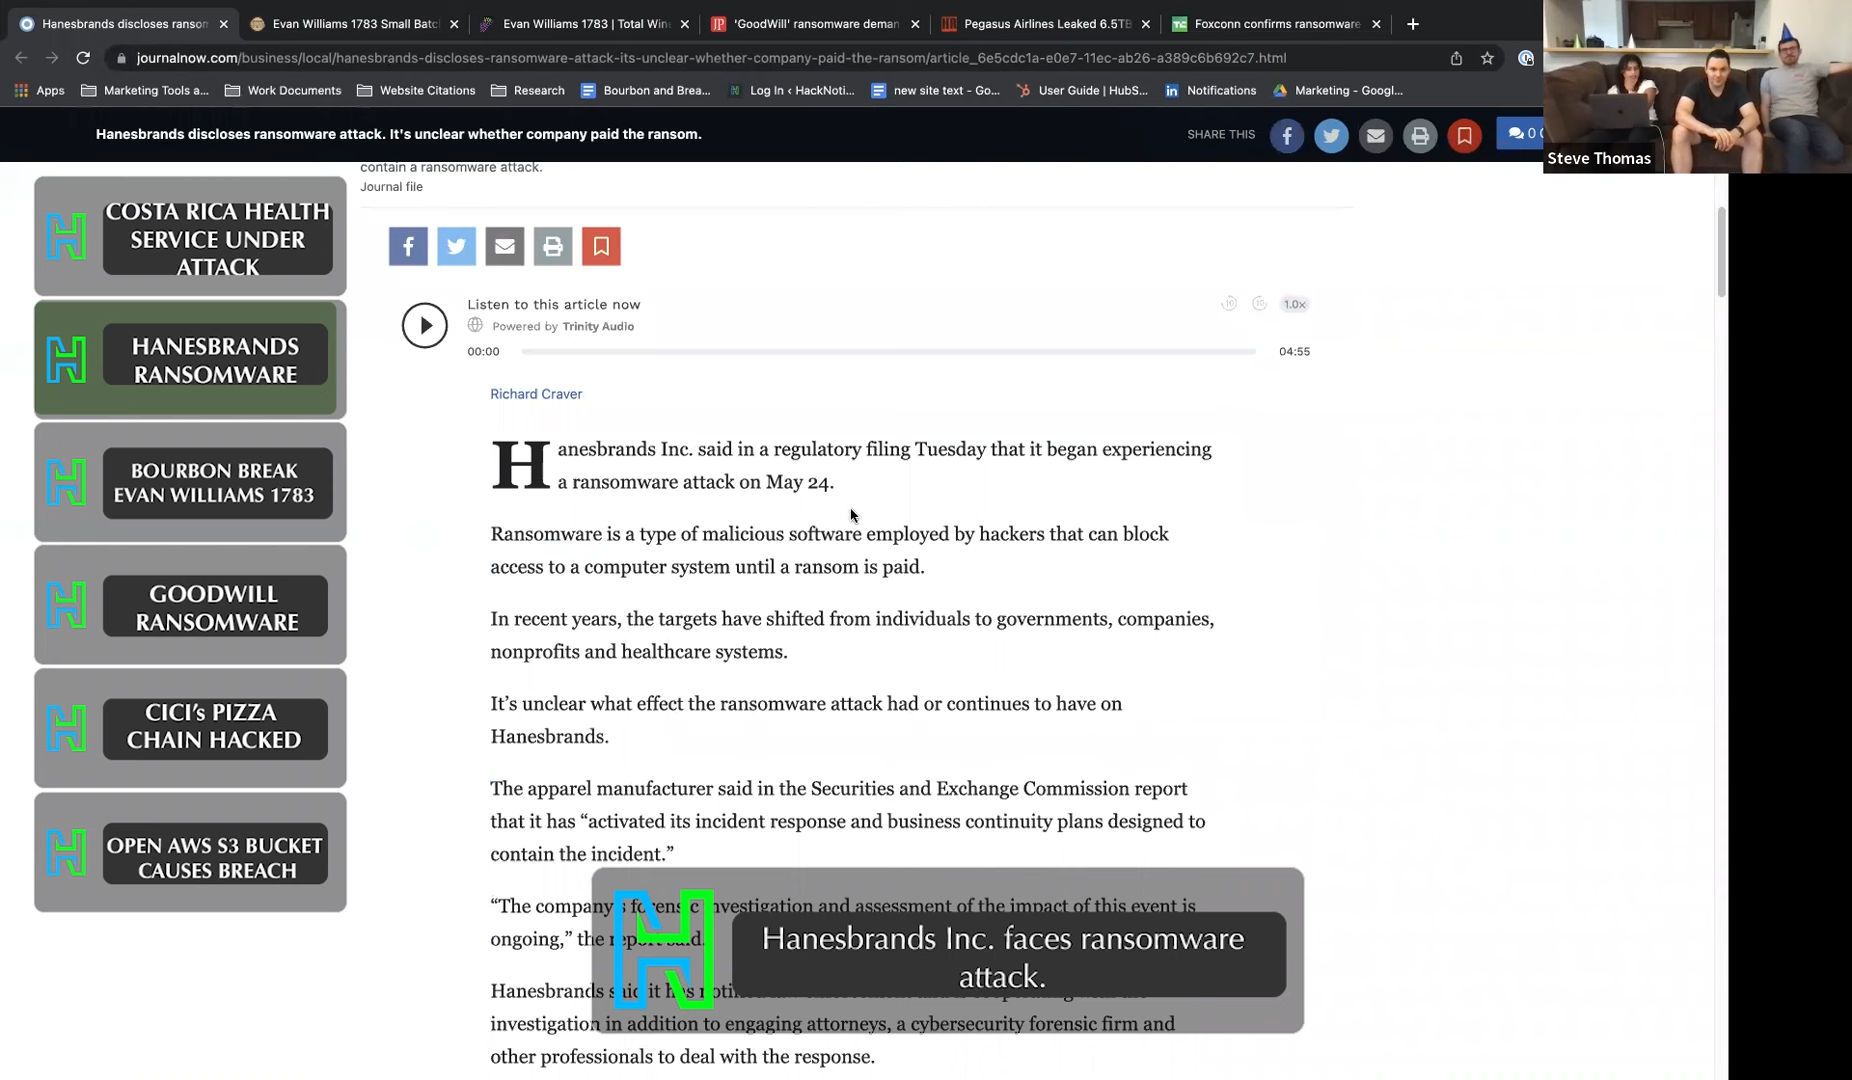 Hanesbrands discloses ransom
Evan Williams 1783 Small Batc
Evan Williams 1783 | Total Win
'GoodWill' ransomware deman
Pegasus Airlines Leaked 6.5TB
Foxconn confirms ransomware
journalnow.com/business/local/hanesbrands-discloses-ransomware-attack-its-unclear-whether-company-paid-the-ransom/article_6e5cdc1a-e0e7-11ec-ab26-a389c6b692c7.html
Apps
Marketing Tools a...
Work Documents
Website Citations
Research
Bourbon and Brea...
Log In ‹ HackNoti...
new site text - Go...
User Guide | HubS...
Notifications
Marketing - Googl...
Hanesbrands discloses ransomware attack. It's unclear whether company paid the ransom.
SHARE THIS
0
Steve Thomas
contain a ransomware attack.
Journal file
COSTA RICA HEALTH
SERVICE UNDER
ATTACK
HANESBRANDS
RANSOMWARE
BOURBON BREAK
EVAN WILLIAMS 1783
GOODWILL
RANSOMWARE
CICI's PIZZA
CHAIN HACKED
OPEN AWS S3 BUCKET
CAUSES BREACH
Listen to this article now
Powered by Trinity Audio
10
10
1.0x
00:00
04:55
Richard Craver
Hanesbrands Inc. said in a regulatory filing Tuesday that it began experiencing
a ransomware attack on May 24.
Ransomware is a type of malicious software employed by hackers that can block
access to a computer system until a ransom is paid.
In recent years, the targets have shifted from individuals to governments, companies,
nonprofits and healthcare systems.
It's unclear what effect the ransomware attack had or continues to have on
Hanesbrands.
The apparel manufacturer said in the Securities and Exchange Commission report
that it has “activated its incident response and business continuity plans designed to
contain the incident.”
“The company's forensic investigation and assessment of the impact of this event is
ongoing,” the report said.
Hanesbrands said it has
investigation in addition to engaging attorneys, a cybersecurity forensic firm and
other professionals to deal with the response.
Hanesbrands Inc. faces ransomware
attack.